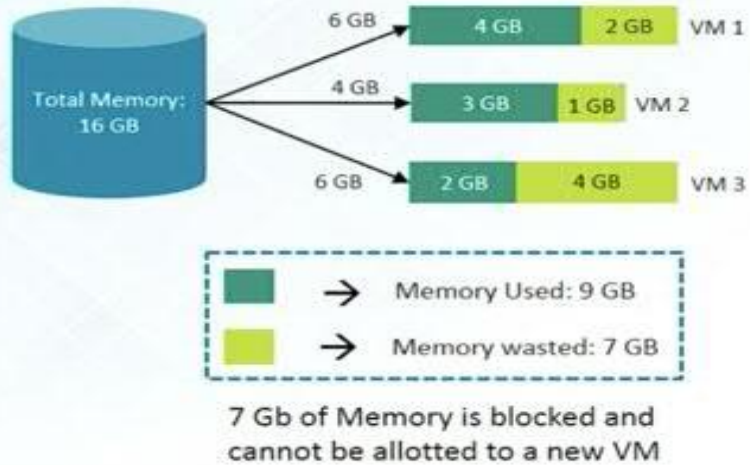 Total Memory:
16 GB
6 GB
4 GB
2 GB
VM 1
4 GB
3 GB
1 GB
VM 2
6 GB
2 GB
4 GB
VM 3
→ Memory Used: 9 GB
→ Memory wasted: 7 GB
7 Gb of Memory is blocked and
cannot be allotted to a new VM